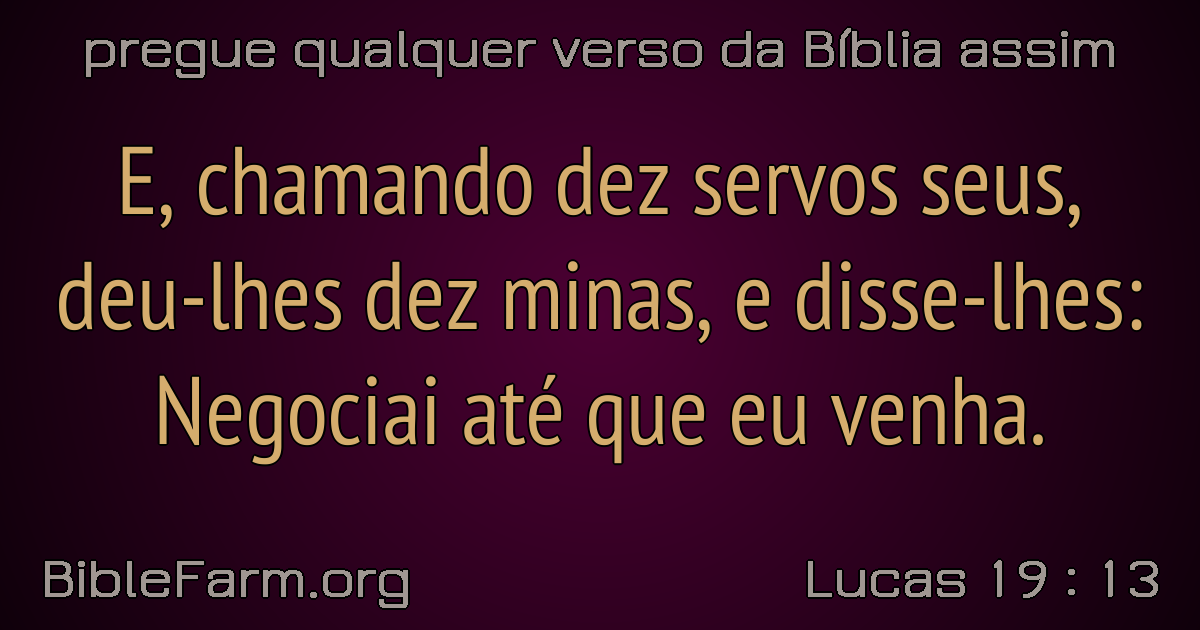 pregue qualquer verso da Bíblia assim
E, chamando dez servos seus,
deu-lhes dez minas, e disse-lhes:
Negociai até que eu venha.
BibleFarm.org
Lucas 19 : 13